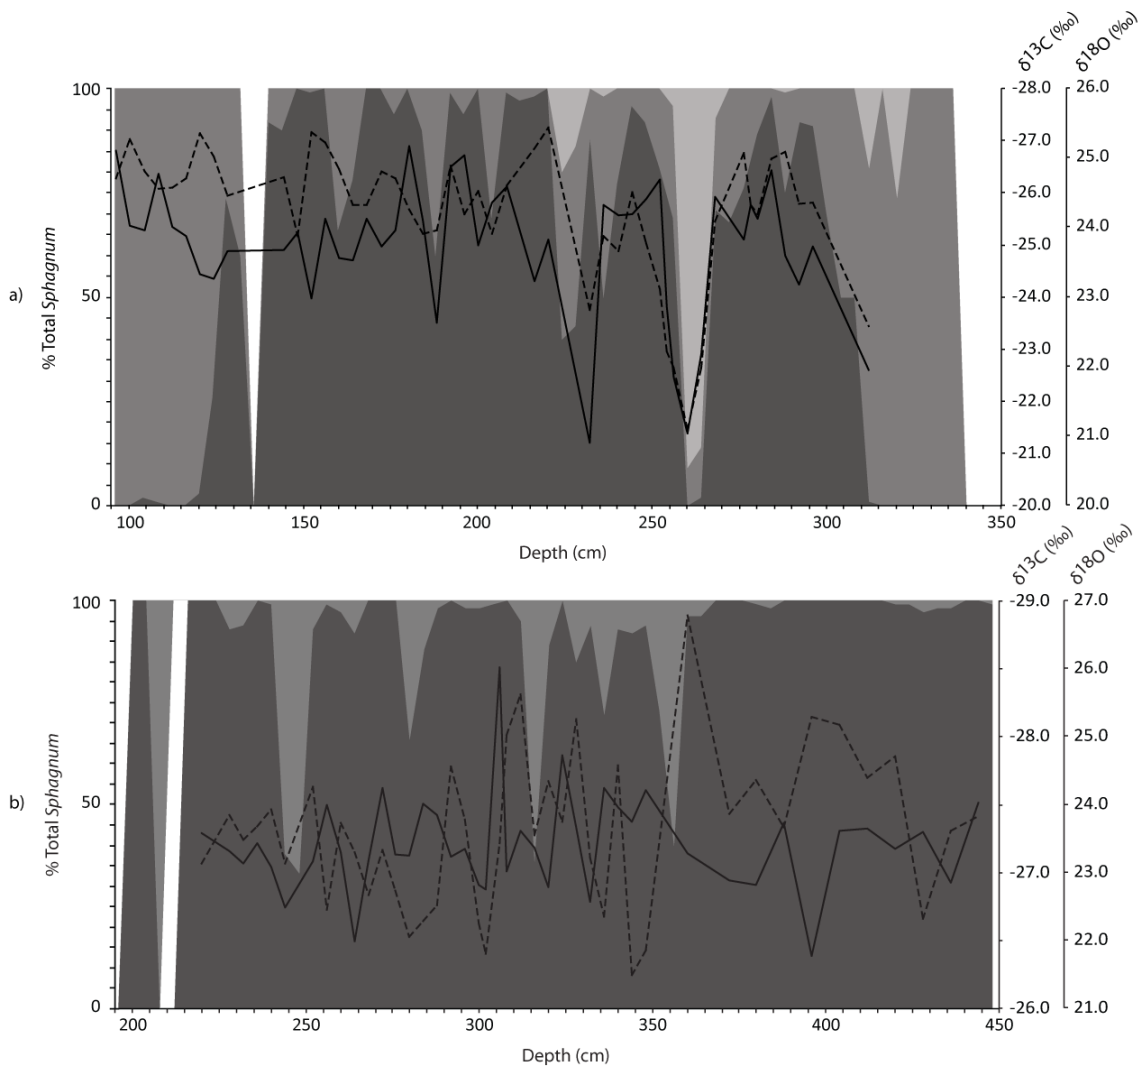 δ13C (‰) δ18O (‰)
100 -28.0 26.0
-27.0
25.0
-26.0
24.0
-25.0
a) % Total Sphagnum 50 -24.0 23.0
-23.0
22.0
-22.0
21.0
-21.0
0 -20.0 20.0
100 150 200 250 300 350
Depth (cm)
δ13C (‰) δ18O (‰)
100 -29.0 27.0
26.0
-28.0 25.0
b) % Total Sphagnum 50 24.0
-27.0 23.0
22.0
0 -26.0 21.0
200 250 300 350 400 450
Depth (cm)